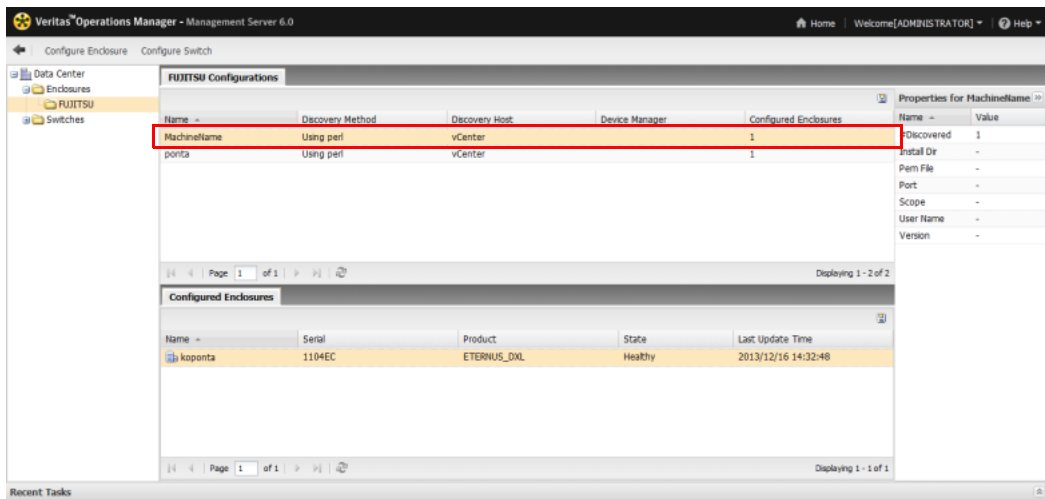 Veritas™Operations Manager - Management Server 6.0
Home | Welcome[ADMINISTRATOR] | Help
Configure Enclosure Configure Switch
Data Center
Enclosures
FUJITSU
Switches
FUJITSU Configurations
Name Discovery Method Discovery Host Device Manager Configured Enclosures
MachineName Using perl vCenter 1
ponta Using perl vCenter 1
Page 1 of 1 Displaying 1 - 2 of 2
Configured Enclosures
Name Serial Product State Last Update Time
koponta 1104EC ETERNUS_DXL Healthy 2013/12/16 14:32:48
Page 1 of 1 Displaying 1 - 1 of 1
Properties for MachineName
Name Value
#Discovered 1
Install Dir -
Pem File -
Port -
Scope -
User Name -
Version -
Recent Tasks